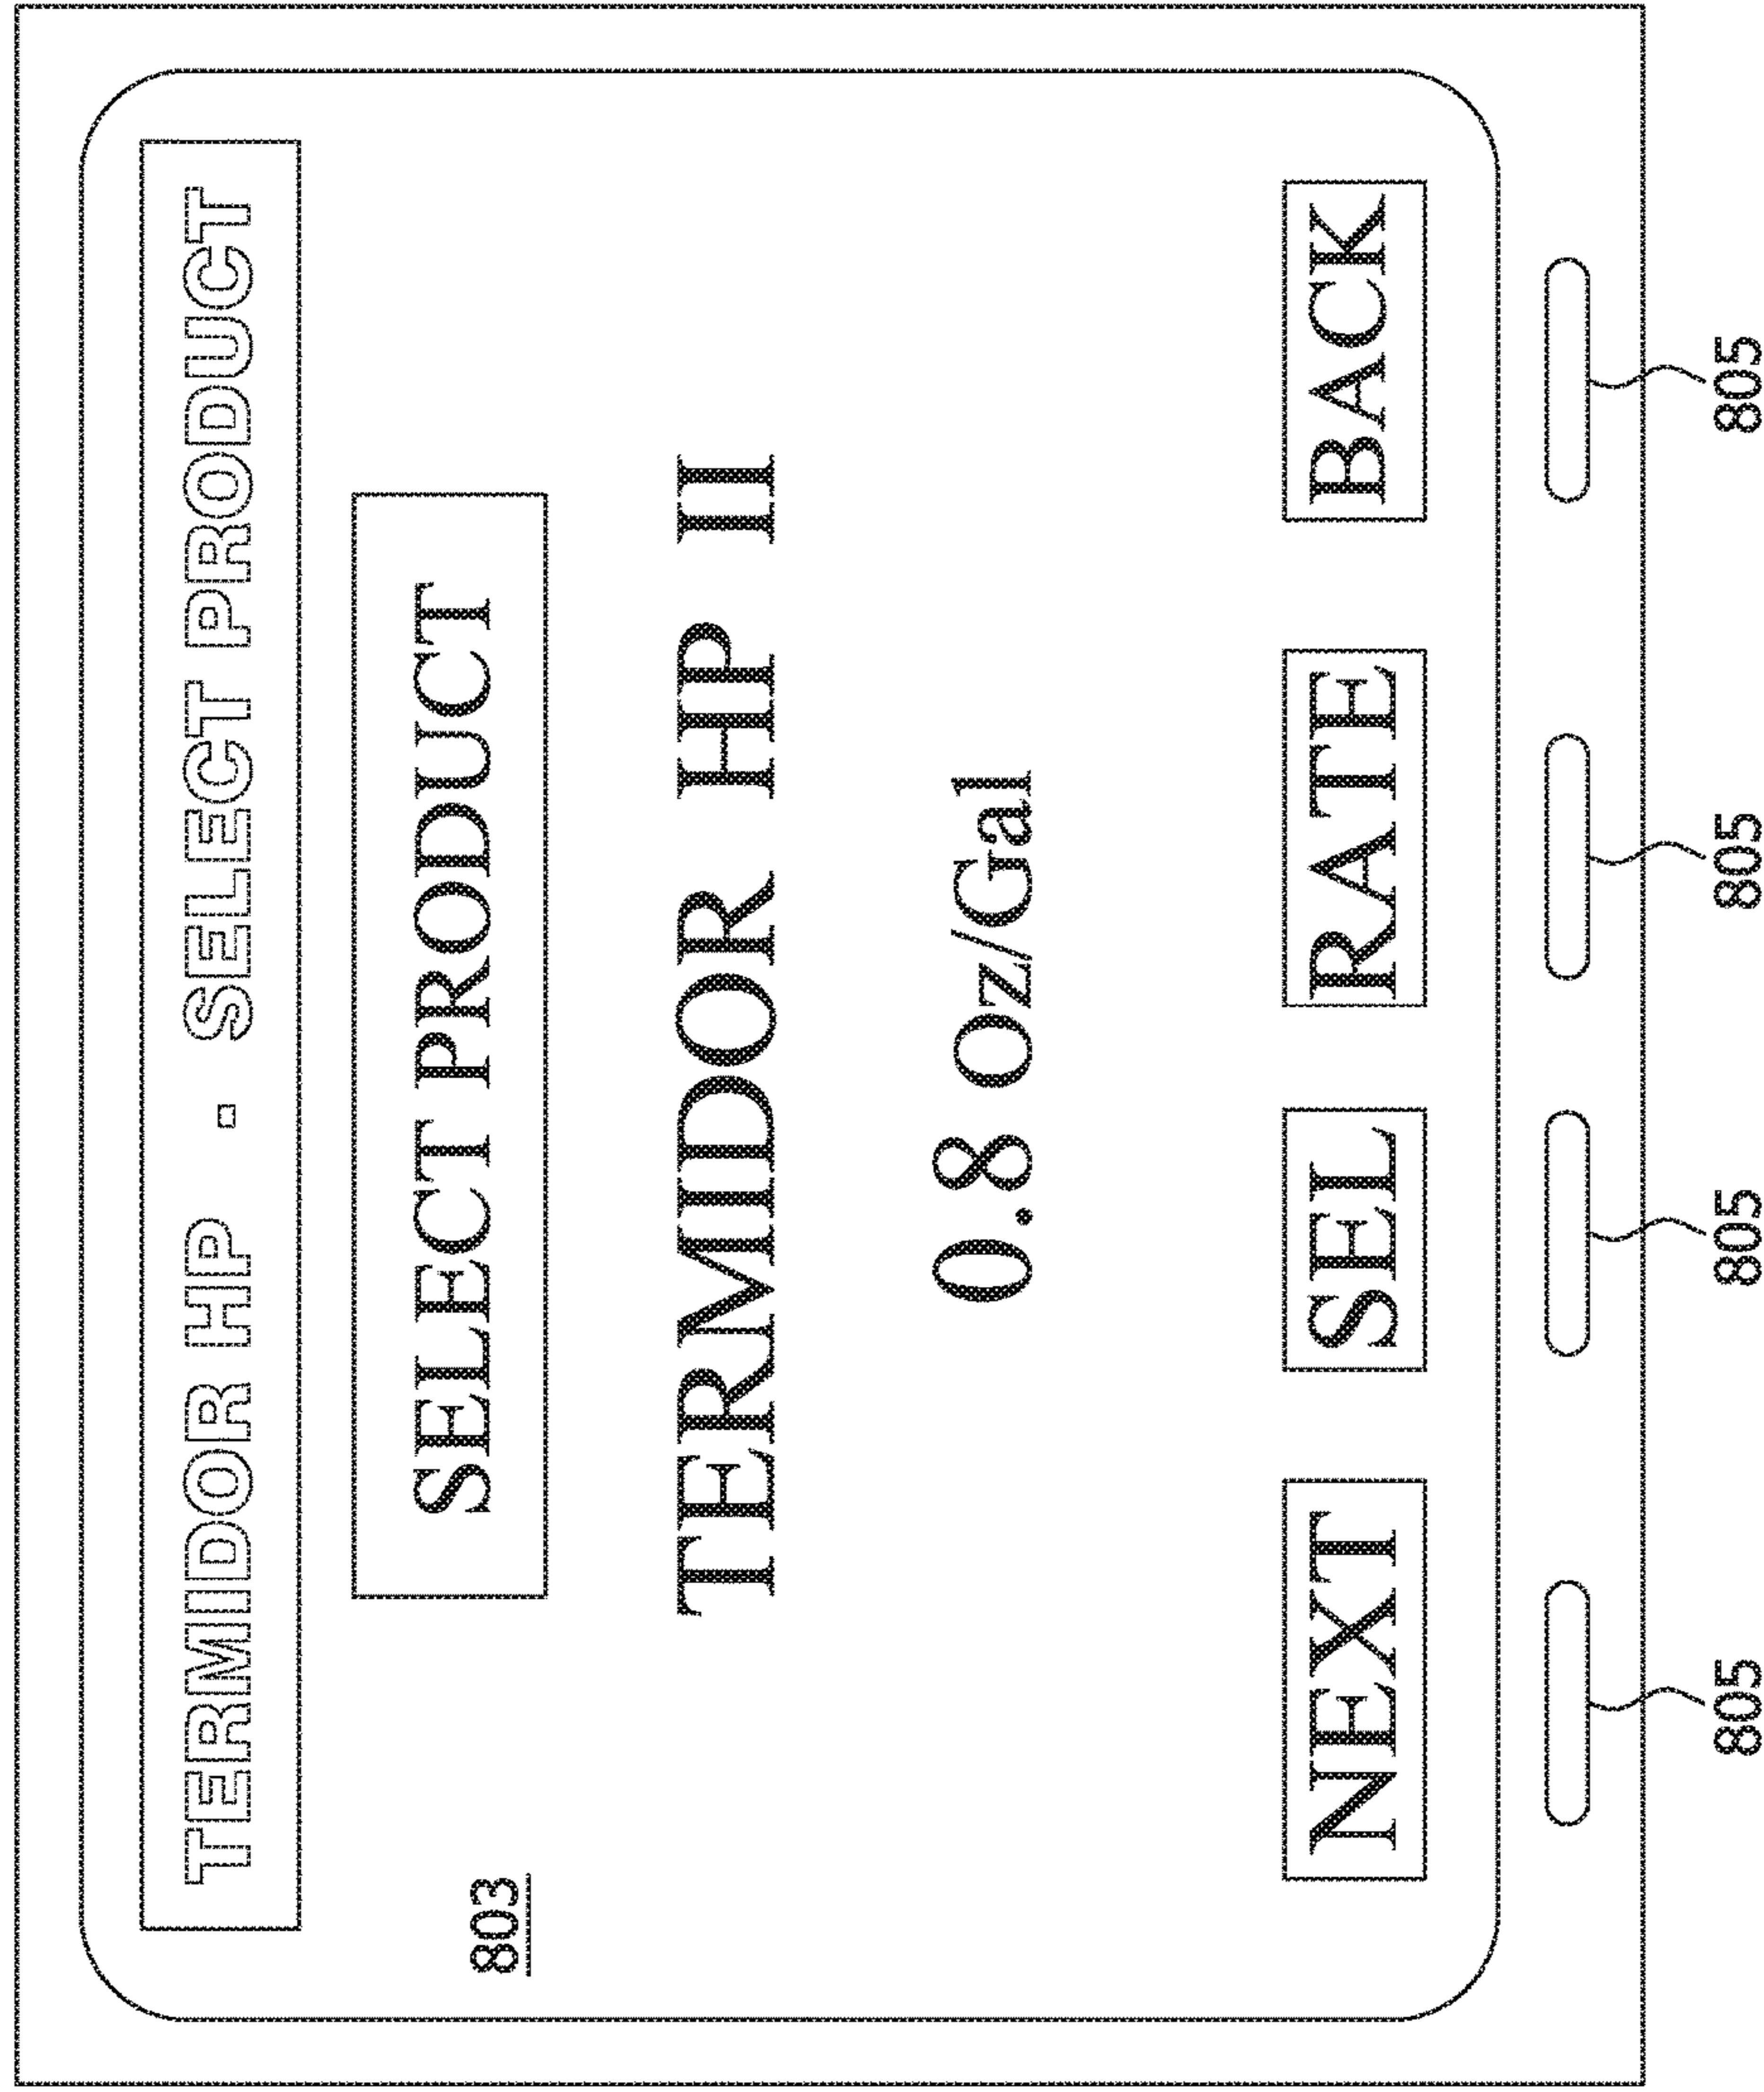 TERMIDOR HP - SELECT PRODUCT
803
SELECT PRODUCT
TERMIDOR HP II
0.8 Oz/Gal
NEXT SEL RATE BACK
805 805 805 805